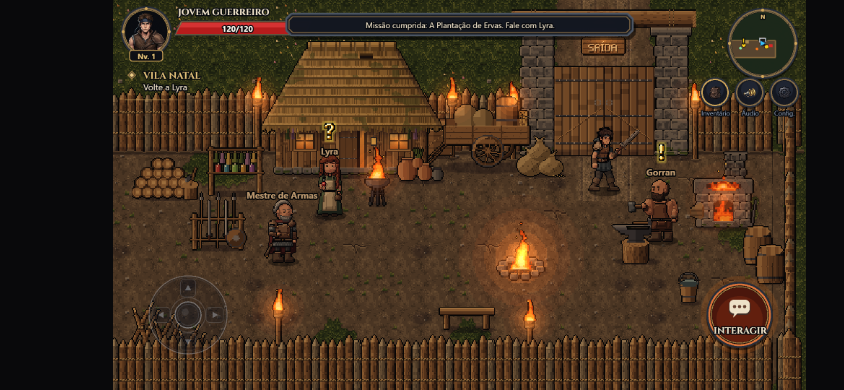 JOVEM GUERREIRO
120/120
Nv. 1
Missão cumprida: A Plantação de Ervas. Fale com Lyra.
N
VILA NATAL
Volte a Lyra
SAÍDA
Inventário
Áudio
Config.
?
Lyra
!
Gorran
Mestre de Armas
INTERAGIR